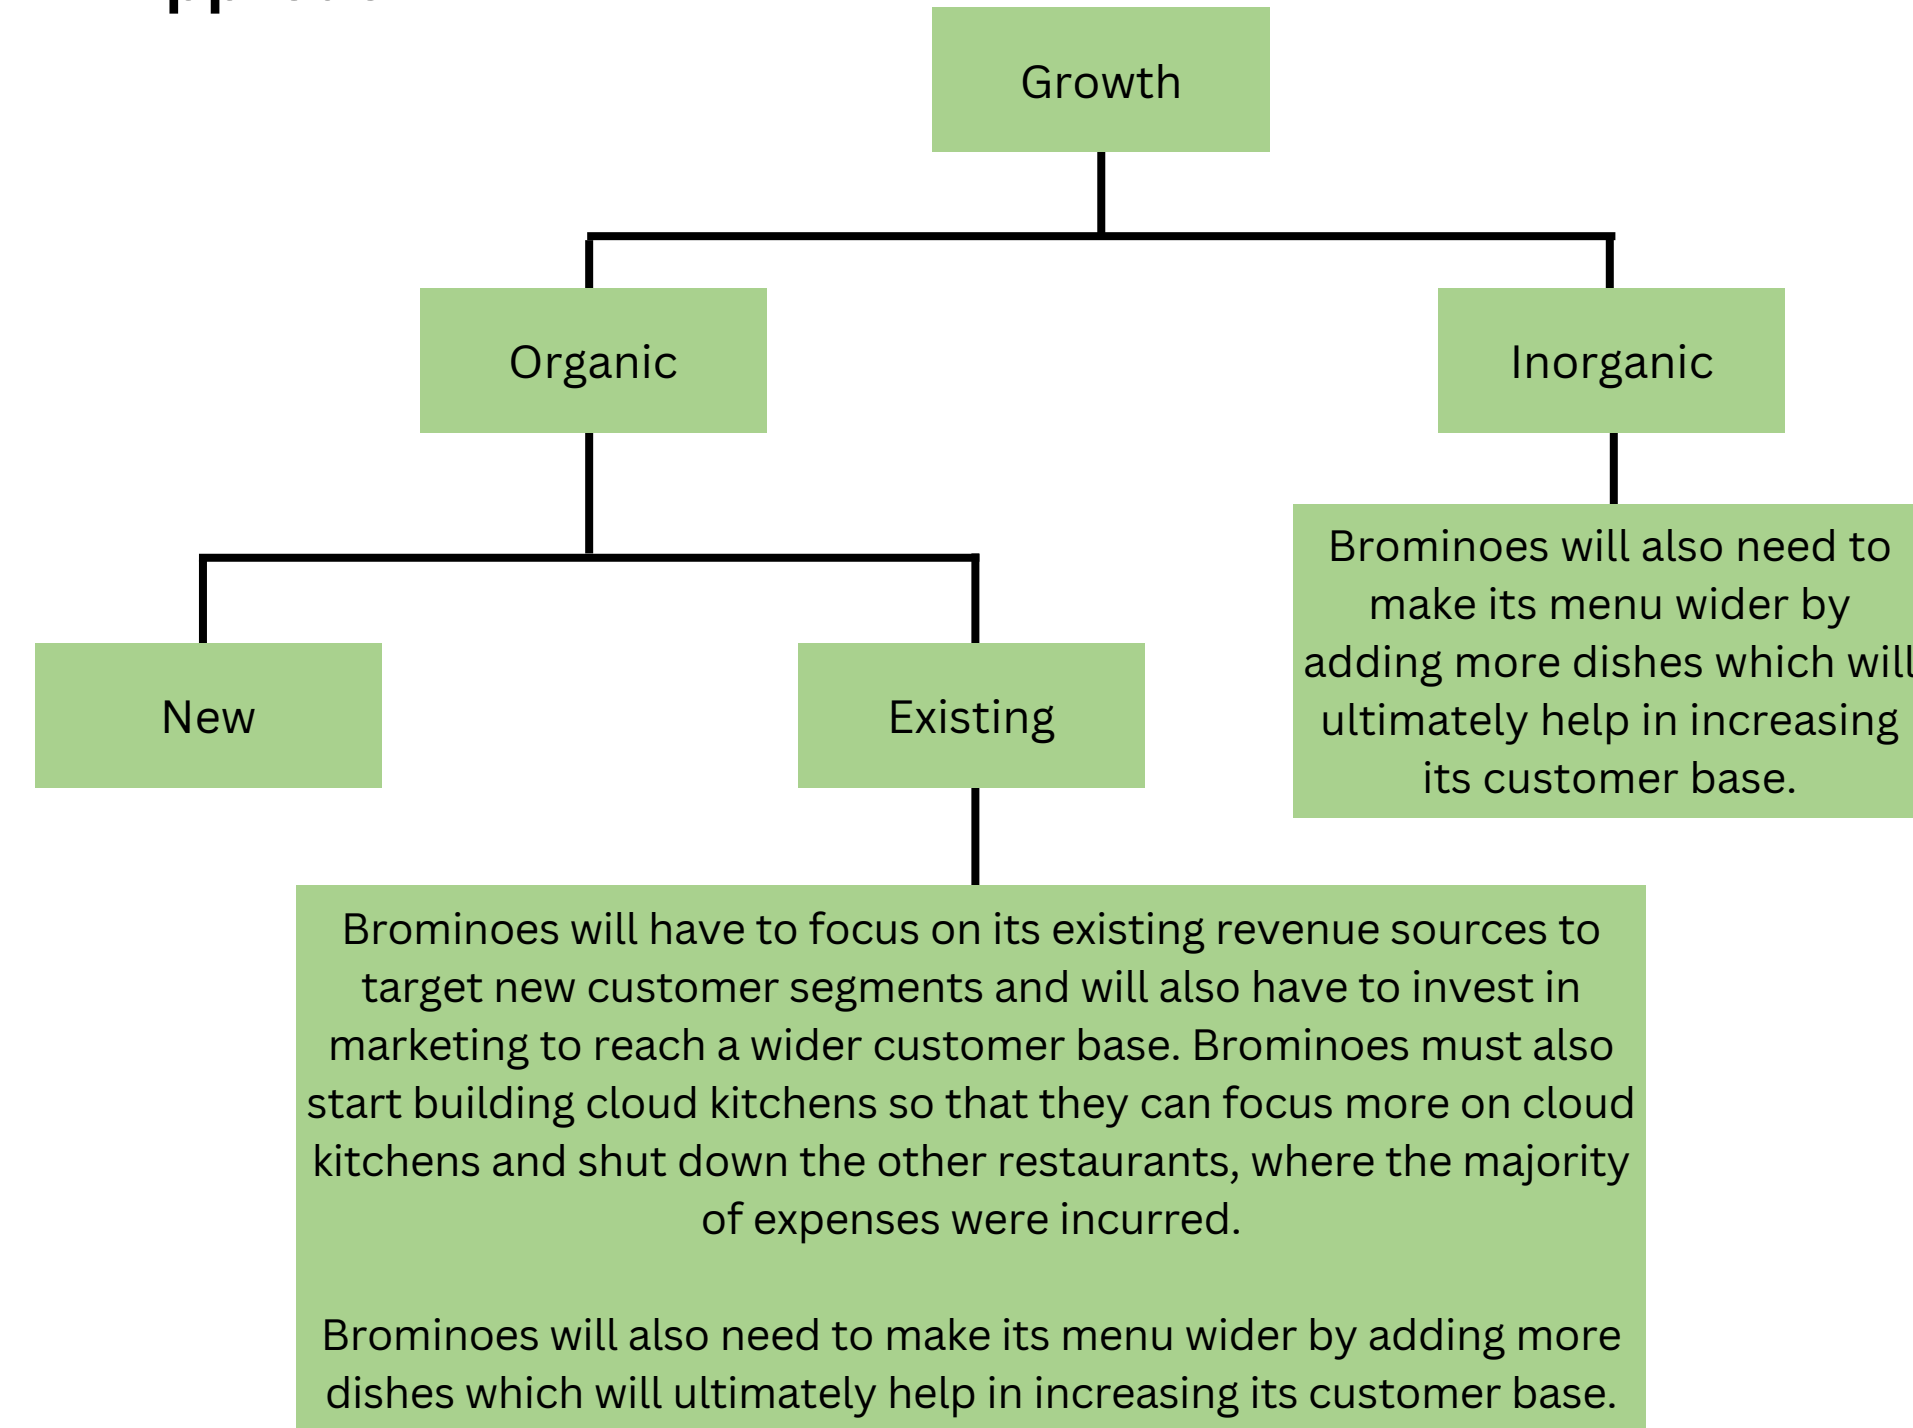 Growth
Organic
Inorganic
Brominoes will also need to
make its menu wider by
adding more dishes which will
ultimately help in increasing
its customer base.
New
Existing
Brominoes will have to focus on its existing revenue sources to
target new customer segments and will also have to invest in
marketing to reach a wider customer base. Brominoes must also
start building cloud kitchens so that they can focus more on cloud
kitchens and shut down the other restaurants, where the majority
of expenses were incurred.
Brominoes will also need to make its menu wider by adding more
dishes which will ultimately help in increasing its customer base.